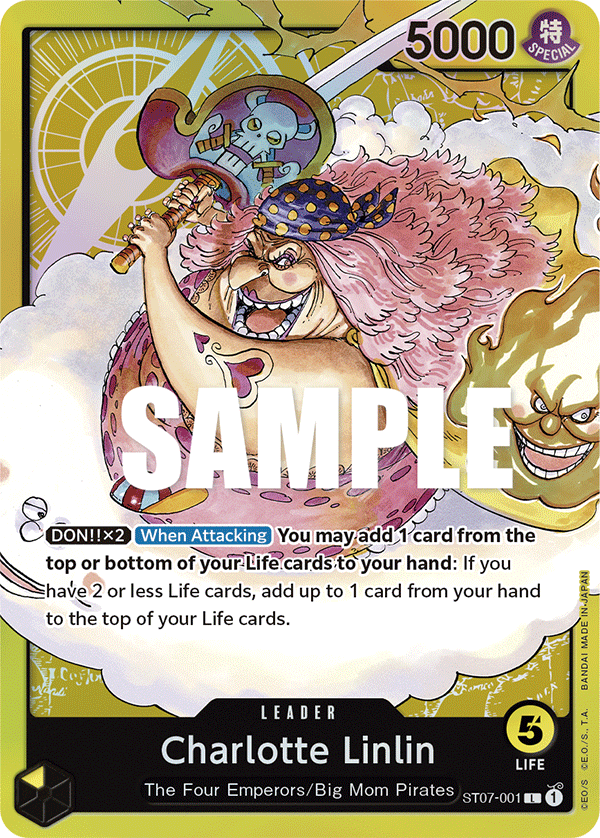 5000
特
SPECIAL
SAMPLE
DON!!×2 When Attacking You may add 1 card from the
top or bottom of your Life cards to your hand: If you
have 2 or less Life cards, add up to 1 card from your hand
to the top of your Life cards.
LEADER
Charlotte Linlin
The Four Emperors/Big Mom Pirates
5
LIFE
ST07-001 L 1
©E.O/S ©E.O./S., T.A. BANDAI MADE IN JAPAN